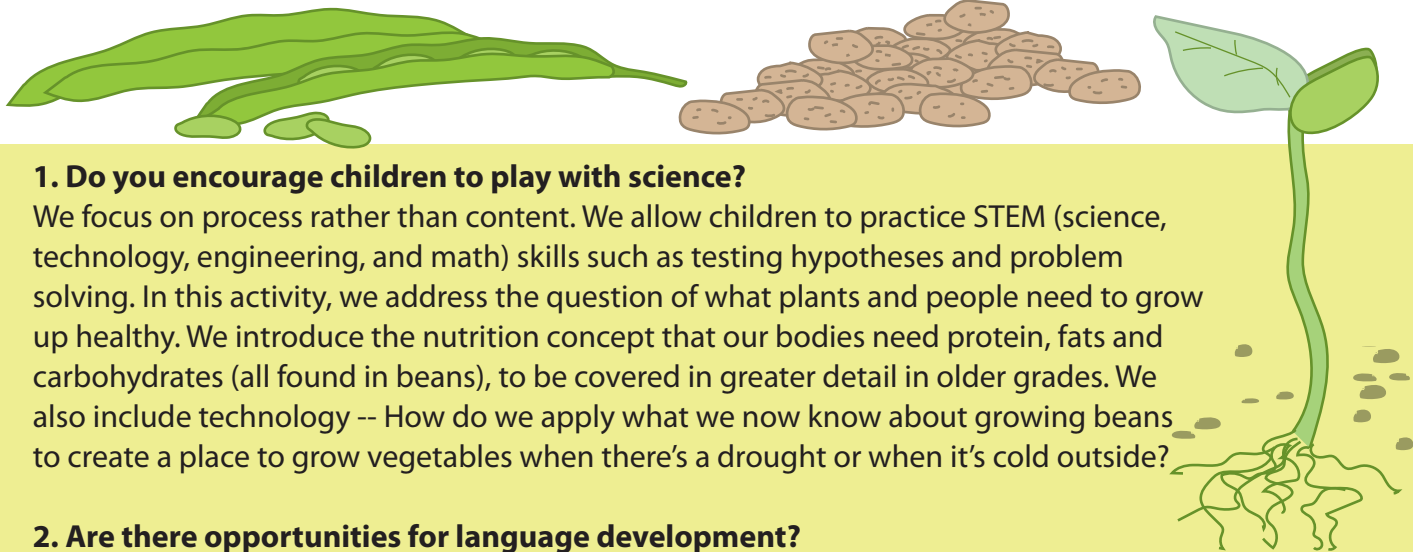 1. Do you encourage children to play with science?
We focus on process rather than content. We allow children to practice STEM (science,
technology, engineering, and math) skills such as testing hypotheses and problem
solving. In this activity, we address the question of what plants and people need to grow
up healthy. We introduce the nutrition concept that our bodies need protein, fats and
carbohydrates (all found in beans), to be covered in greater detail in older grades. We
also include technology -- How do we apply what we now know about growing beans
to create a place to grow vegetables when there's a drought or when it's cold outside?
2. Are there opportunities for language development?